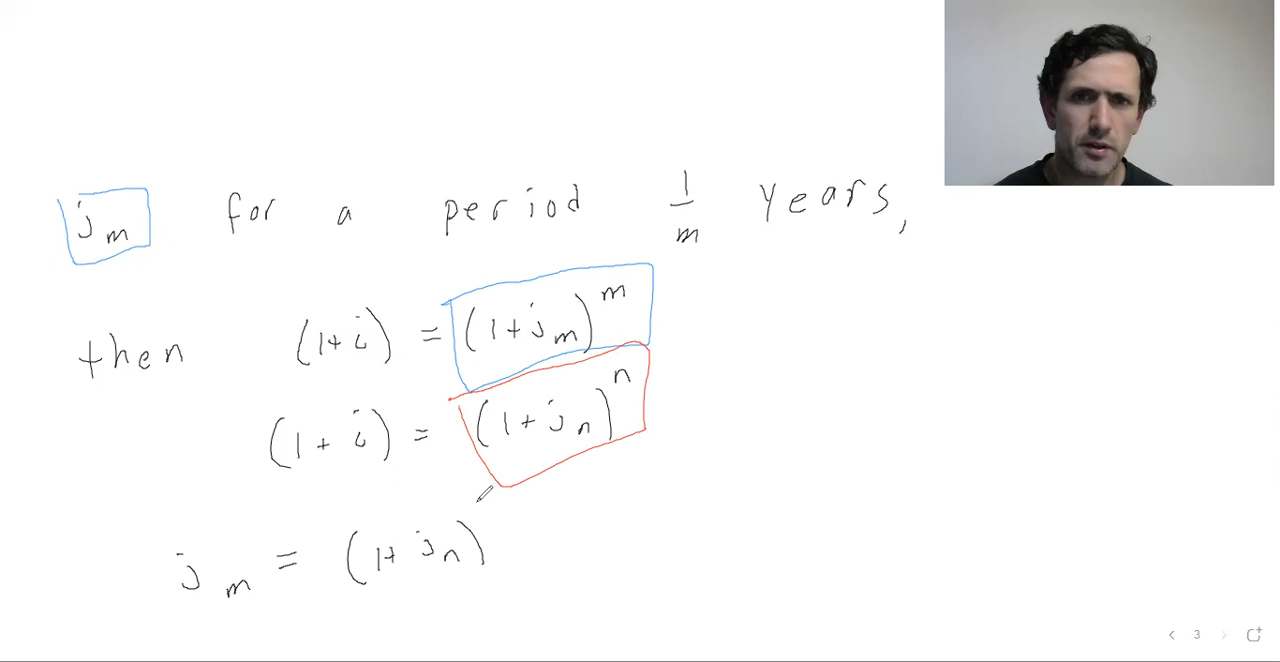 j_m for a period 1/m years,
then (1+i) = (1+j_m)^m
(1+i) = (1+j_n)^n
j_m = (1+j_n)
3